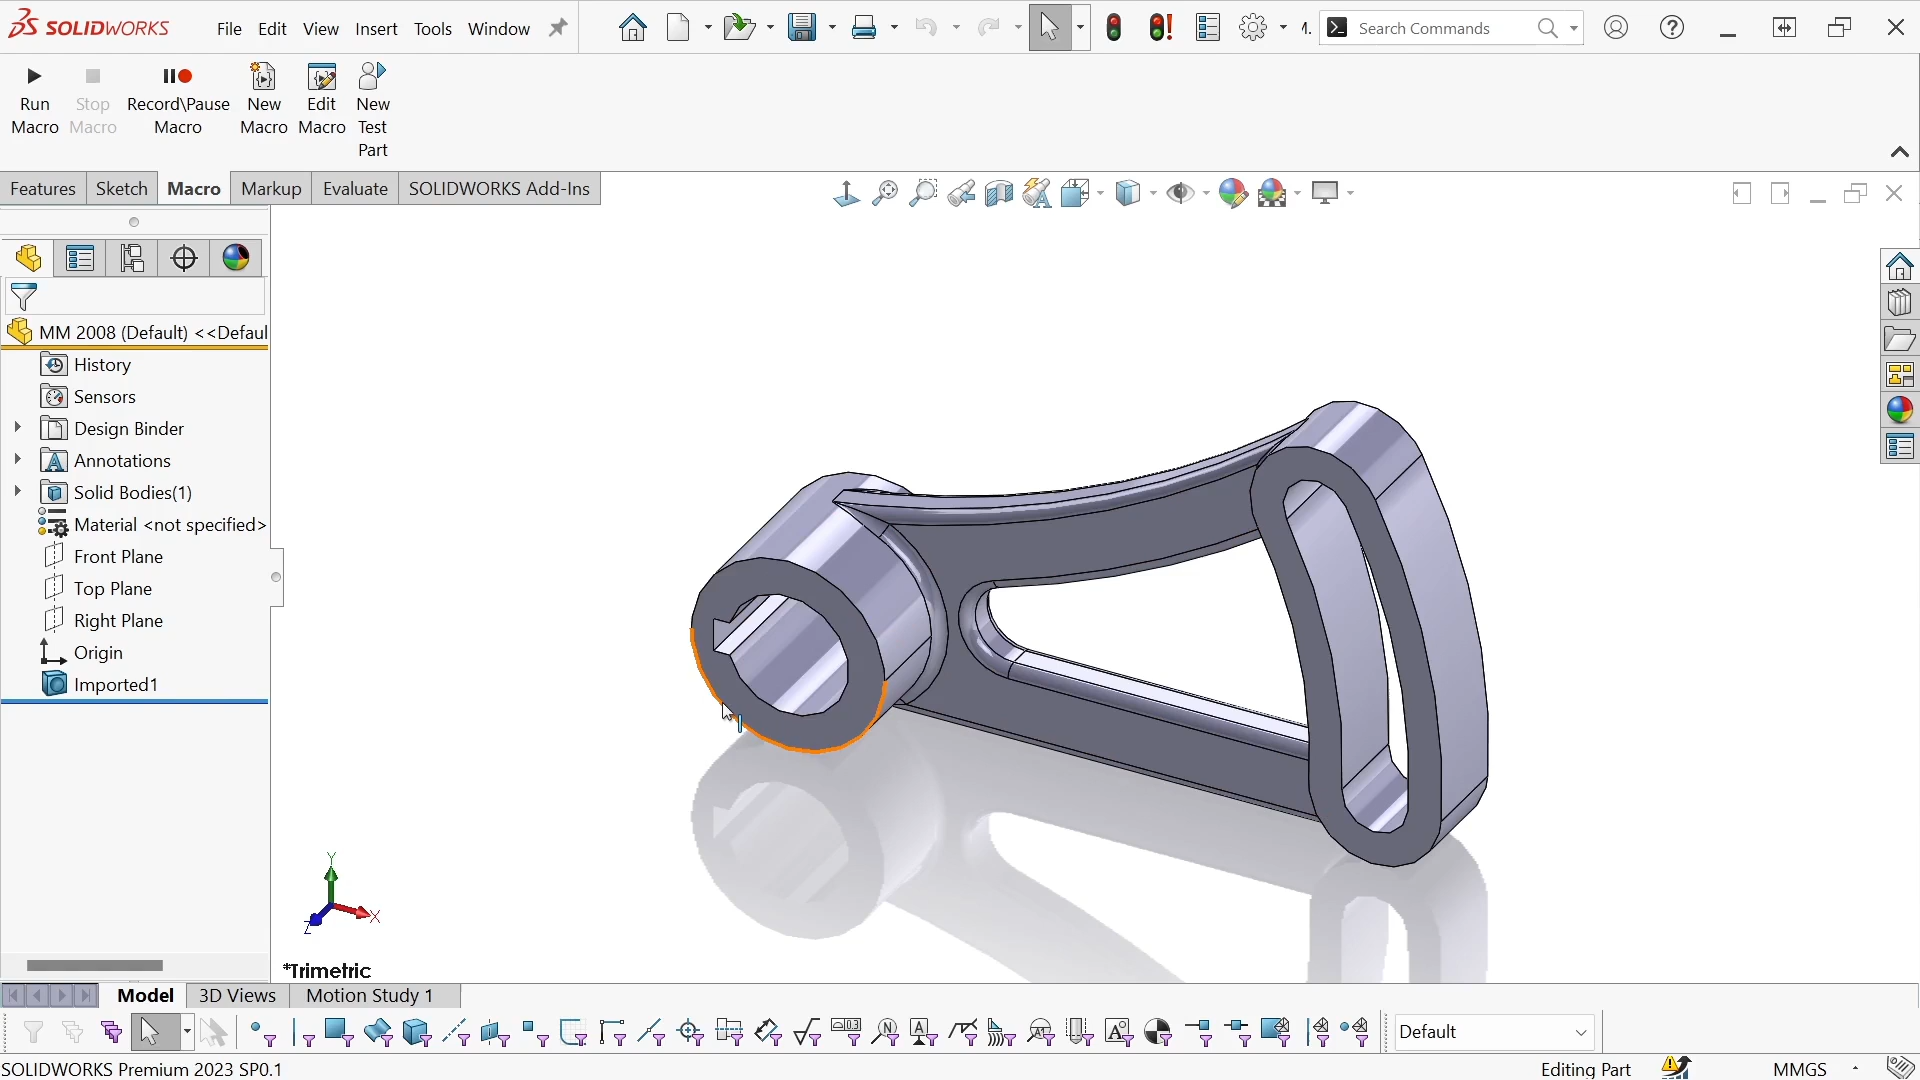 SOLIDWORKS File Edit View Insert Tools Window Search Commands
Run Macro
Stop Macro
Record\Pause Macro
New Macro
Edit Macro
New Test Part
Features Sketch Macro Markup Evaluate SOLIDWORKS Add-Ins
MM 2008 (Default) <<Defaul
History
Sensors
Design Binder
Annotations
Solid Bodies(1)
Material <not specified>
Front Plane
Top Plane
Right Plane
Origin
Imported1
Y
X
Z
*Trimetric
Model 3D Views Motion Study 1
Default
SOLIDWORKS Premium 2023 SP0.1 Editing Part MMGS